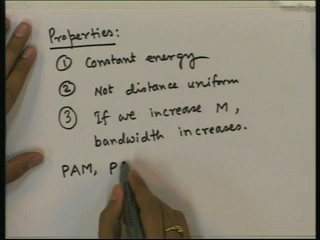 Properties:
① Constant energy
② Not distance uniform
③ If we increase M,
bandwidth increases.
PAM, P